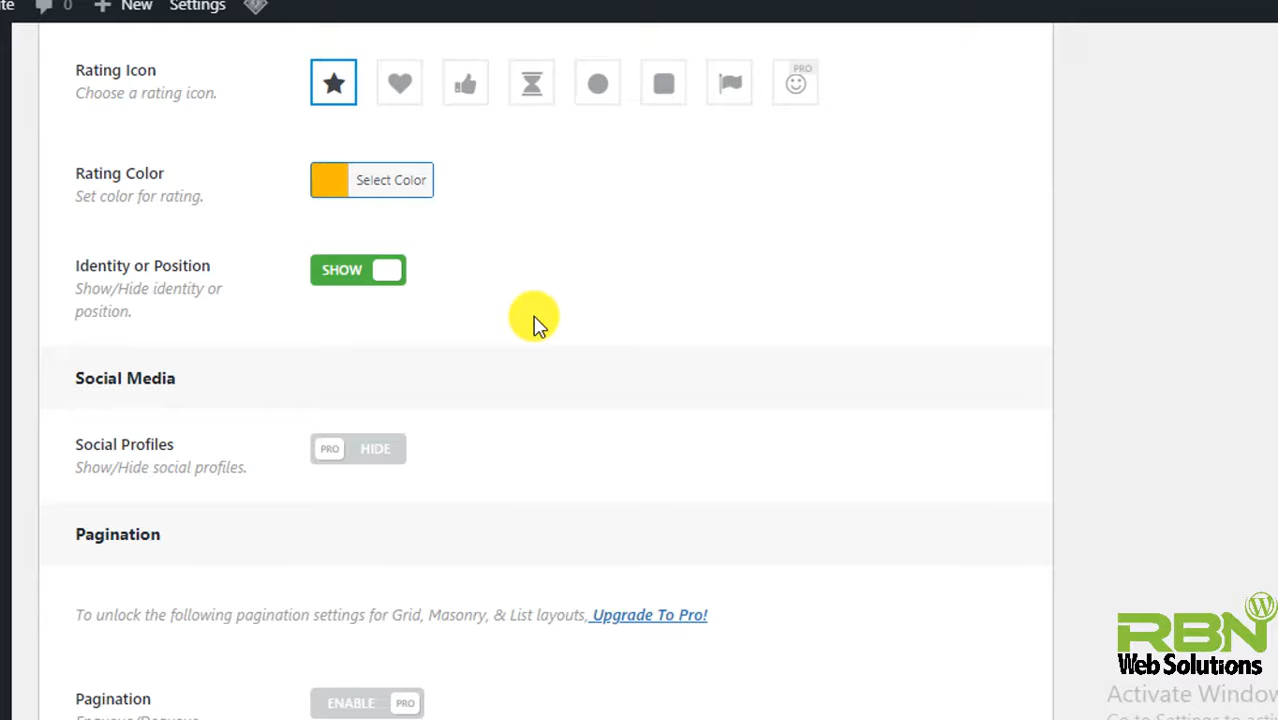 0 New Settings
Rating Icon
Choose a rating icon.
PRO
Rating Color
Set color for rating.
Select Color
Identity or Position
Show/Hide identity or
position.
SHOW
Social Media
Social Profiles
Show/Hide social profiles.
PRO HIDE
Pagination
To unlock the following pagination settings for Grid, Masonry, & List layouts, Upgrade To Pro!
Pagination
ENABLE PRO
RBN
Web Solutions
Activate Window